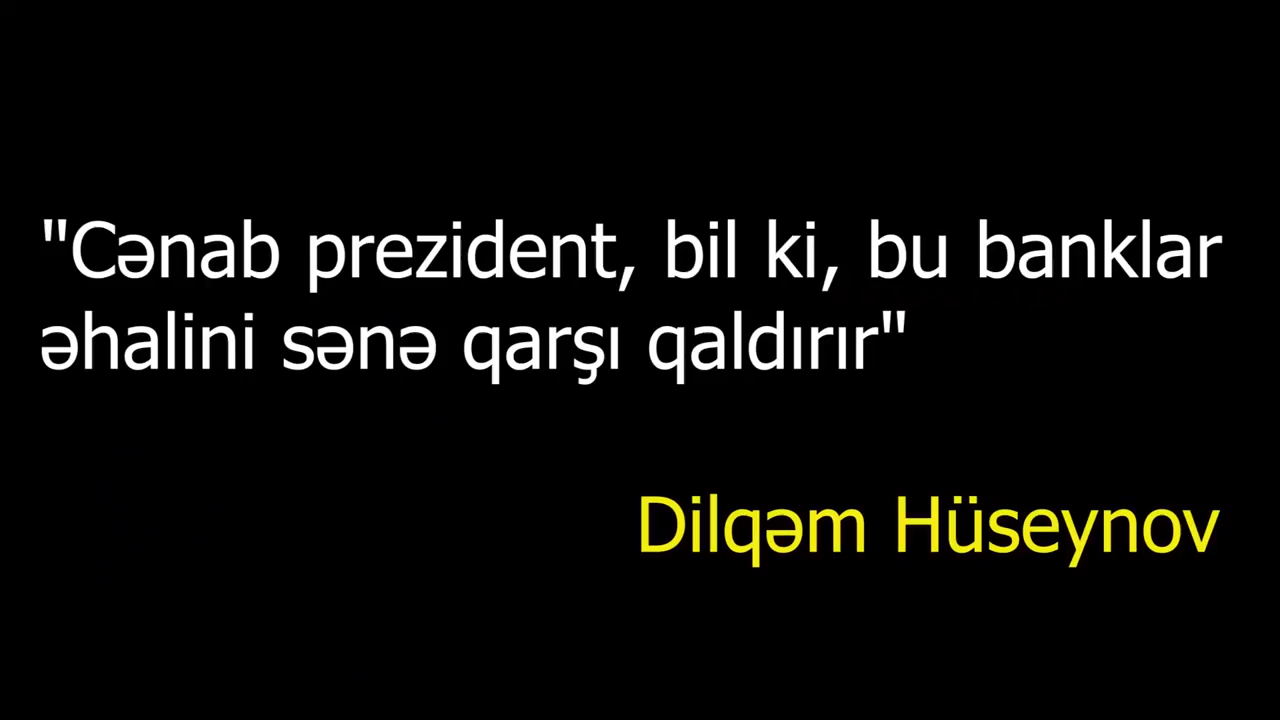 "Cənab prezident, bil ki, bu banklar
əhalini sənə qarşı qaldırır"
Dilqəm Hüseynov